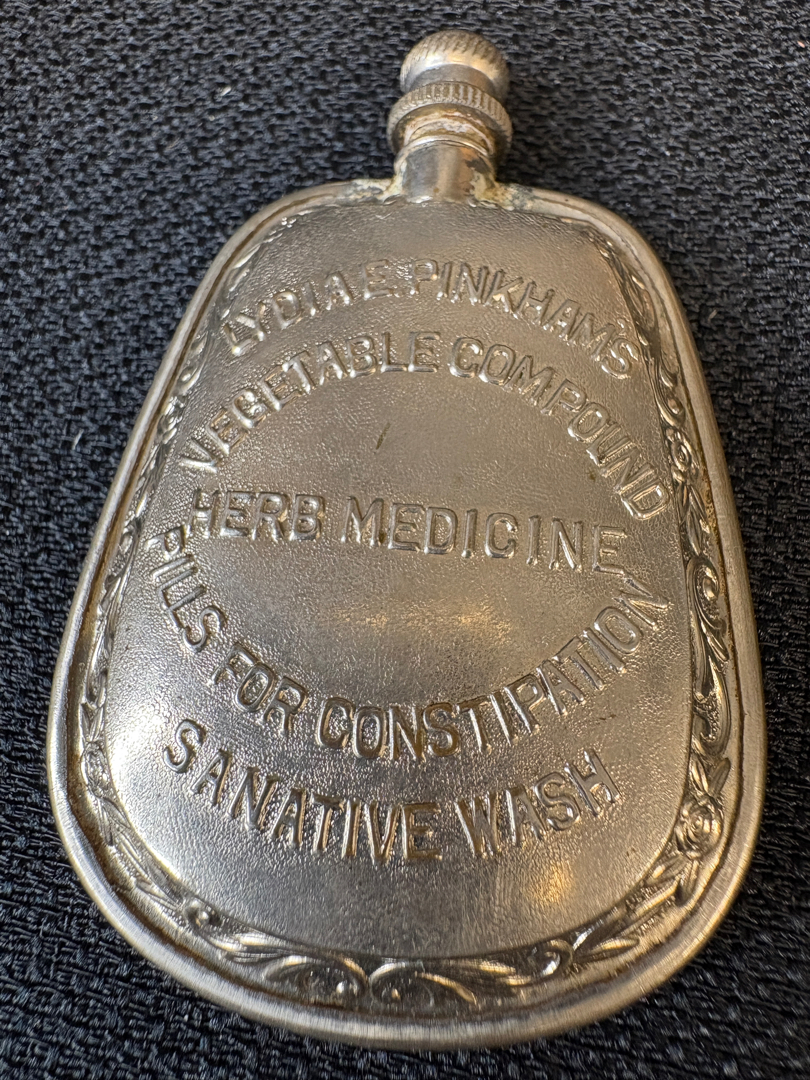 LYDIA E. PINKHAM'S
VEGETABLE COMPOUND
HERB MEDICINE
PILLS FOR CONSTIPATION
SANATIVE WASH